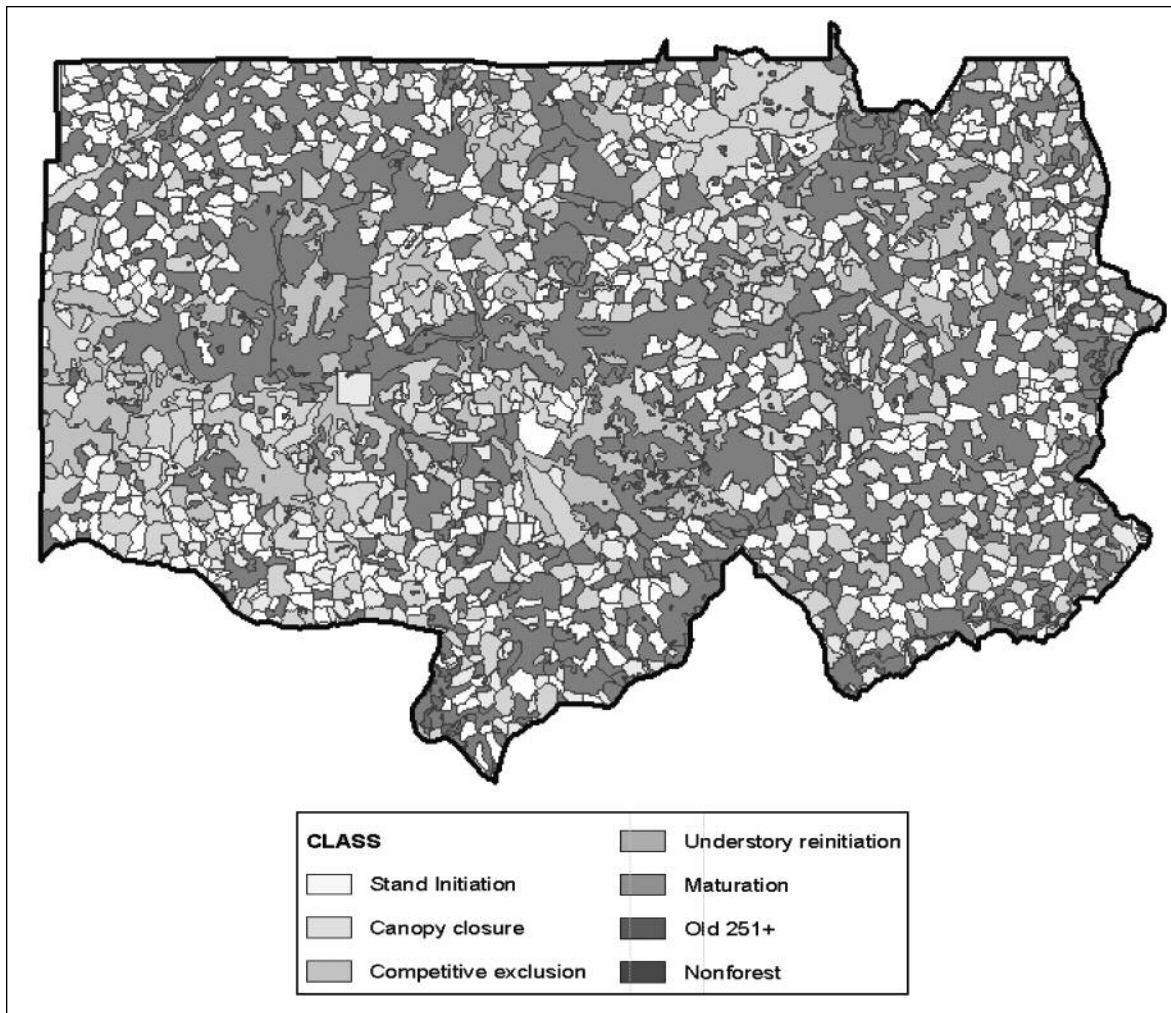 CLASS
Stand Initiation
Canopy closure
Competitive exclusion
Understory reinitiation
Maturation
Old 251+
Nonforest